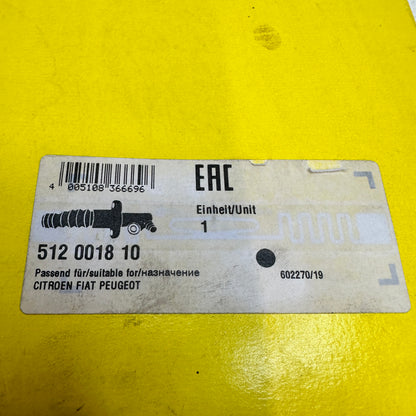 4 005108 366696
EAC
Einheit/Unit
1
512 0018 10
Passend für/suitable for/назначение
CITROEN FIAT PEUGEOT
602270/19